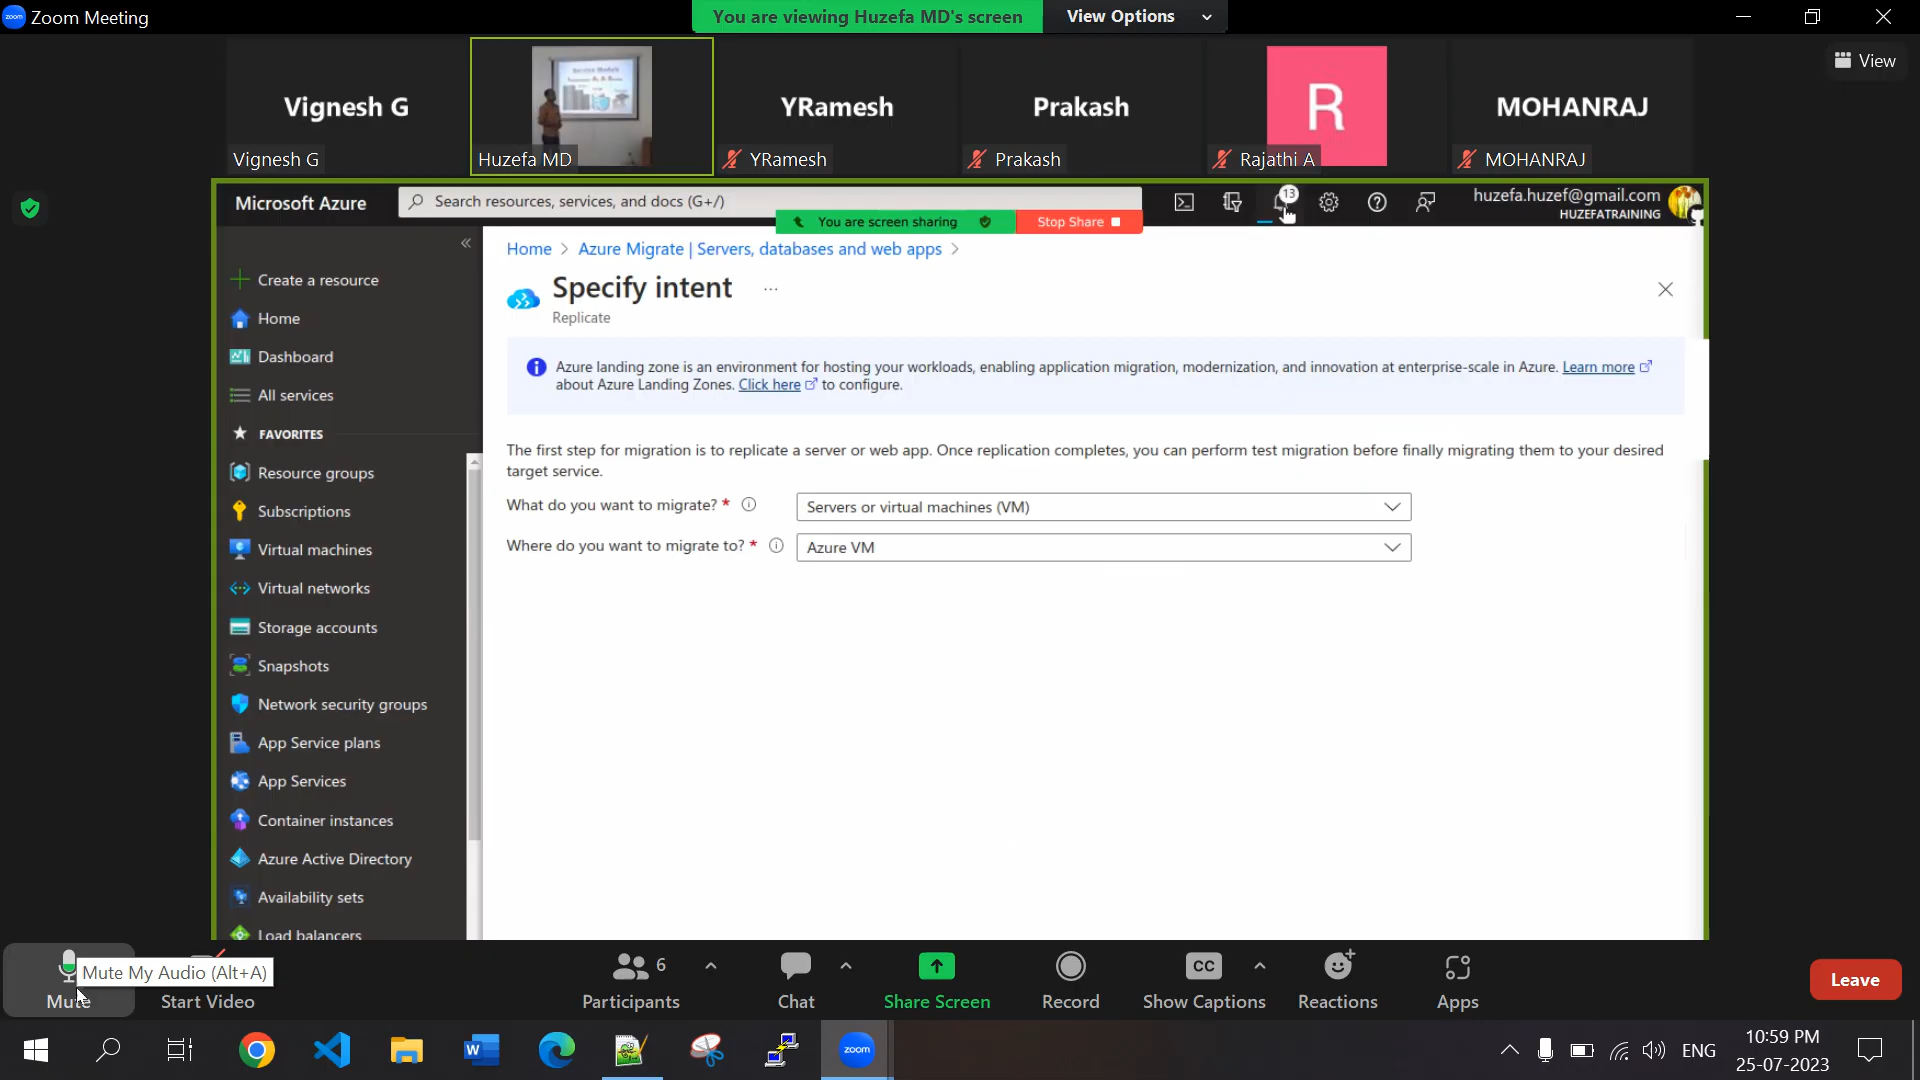 Zoom Meeting
You are viewing Huzefa MD's screen
View Options
View
Vignesh G
Vignesh G
Huzefa MD
YRamesh
YRamesh
Prakash
Prakash
R
Rajathi A
MOHANRAJ
MOHANRAJ
Microsoft Azure
Search resources, services, and docs (G+/)
You are screen sharing
Stop Share
13
huzefa.huzef@gmail.com
HUZEFATRAINING
Home > Azure Migrate | Servers, databases and web apps >
Specify intent ...
Replicate
Azure landing zone is an environment for hosting your workloads, enabling application migration, modernization, and innovation at enterprise-scale in Azure. Learn more
about Azure Landing Zones. Click here to configure.
The first step for migration is to replicate a server or web app. Once replication completes, you can perform test migration before finally migrating them to your desired
target service.
What do you want to migrate? *
Servers or virtual machines (VM)
Where do you want to migrate to? *
Azure VM
Create a resource
Home
Dashboard
All services
FAVORITES
Resource groups
Subscriptions
Virtual machines
Virtual networks
Storage accounts
Snapshots
Network security groups
App Service plans
App Services
Container instances
Azure Active Directory
Availability sets
Load balancers
Mute My Audio (Alt+A)
Mute
Start Video
6
Participants
Chat
Share Screen
Record
CC
Show Captions
Reactions
Apps
Leave
zoom
ENG
10:59 PM
25-07-2023